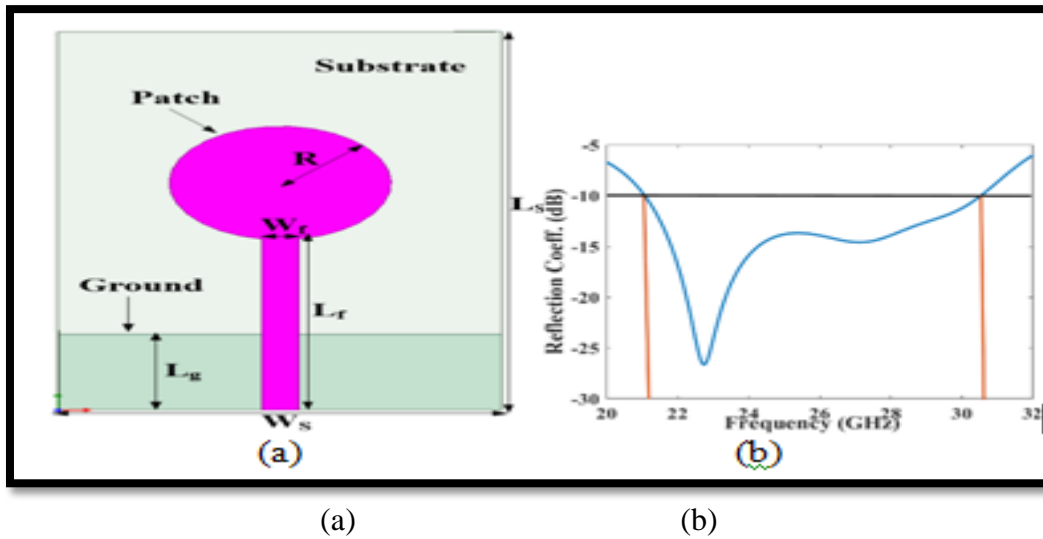 Substrate
Patch
R
Ls
Wf
Ground
Lf
Lg
Ws
(a)
-5
-10
-15
-20
-25
-30
Reflection Coeff. (dB)
20 22 24 26 28 30 32
Frequency (GHz)
(b)
(a) (b)